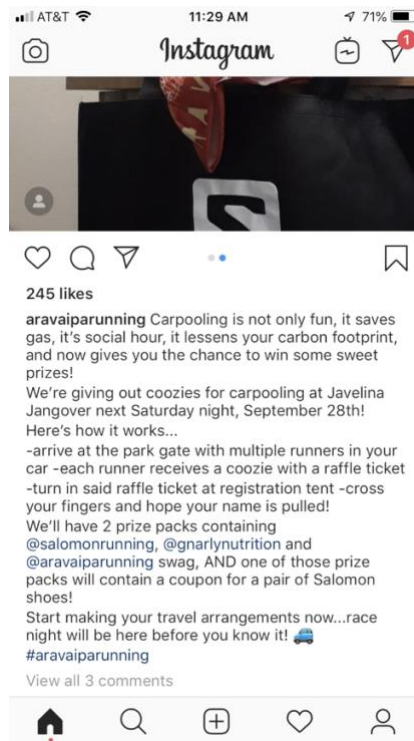 AT&T 11:29 AM 71%
Instagram 1
245 likes
aravaiparunning Carpooling is not only fun, it saves
gas, it's social hour, it lessens your carbon footprint,
and now gives you the chance to win some sweet
prizes!
We're giving out coozies for carpooling at Javelina
Jangover next Saturday night, September 28th!
Here's how it works...
-arrive at the park gate with multiple runners in your
car -each runner receives a coozie with a raffle ticket
-turn in said raffle ticket at registration tent -cross
your fingers and hope your name is pulled!
We'll have 2 prize packs containing
@salomonrunning, @gnarlynutrition and
@aravaiparunning swag, AND one of those prize
packs will contain a coupon for a pair of Salomon
shoes!
Start making your travel arrangements now...race
night will be here before you know it! 🚙
#aravaiparunning
View all 3 comments